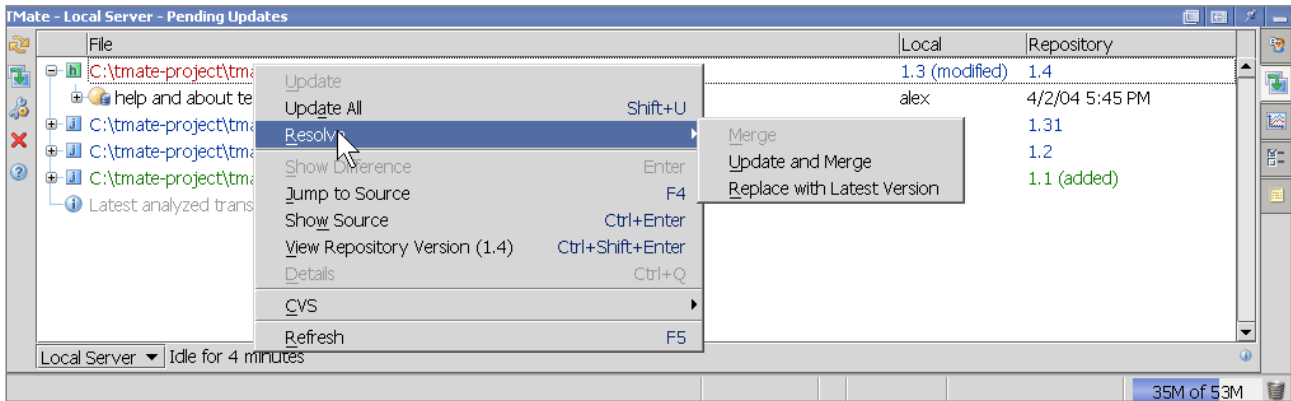 TMate - Local Server - Pending Updates
File Local Repository
C:\tmate-project\tma 1.3 (modified) 1.4
help and about te alex 4/2/04 5:45 PM
C:\tmate-project\tma 1.31
C:\tmate-project\tma 1.2
C:\tmate-project\tma 1.1 (added)
Latest analyzed trans
Update
Update All Shift+U
Resolve
Show Difference Enter
Jump to Source F4
Show Source Ctrl+Enter
View Repository Version (1.4) Ctrl+Shift+Enter
Details Ctrl+Q
CVS
Refresh F5
Merge
Update and Merge
Replace with Latest Version
Local Server Idle for 4 minutes
35M of 53M